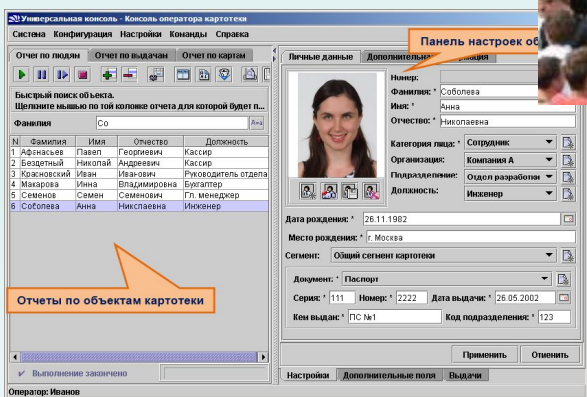 Универсальная консоль - Консоль оператора картотеки
Система Конфигурация Настройки Команды Справка
Панель настроек об
Отчет по людям Отчет по выдачам Отчет по картам
Личные данные Дополнительная
Быстрый поиск объекта.
Щелкните мышью по той колонке отчета для которой будет п...
Фамилия Со
N Фамилия Имя Отчество Должность
1 Афанасьев Павел Георгиевич Кассир
2 Бездетный Николай Андреевич Кассир
3 Красновский Иван Иванович Руководитель отдела
4 Макарова Инна Владимировна Бухгалтер
5 Семенов Семен Семенович Гл. менеджер
6 Соболева Анна Николаевна Инженер
Отчеты по объектам картотеки
Выполнение закончено
Оператор: Иванов
Номер:
Фамилия: * Соболева
Имя: * Анна
Отчество: * Николаевна
Категория лица: * Сотрудник
Организация: Компания А
Подразделение: Отдел разработки
Должность: Инженер
Дата рождения: * 26.11.1982
Место рождения: * г. Москва
Сегмент: Общий сегмент картотеки
Документ: * Паспорт
Серия: * 111 Номер: * 2222 Дата выдачи: * 26.05.2002
Кем выдан: * ПС №1 Код подразделения: * 123
Применить Отменить
Настройки Дополнительные поля Выдачи